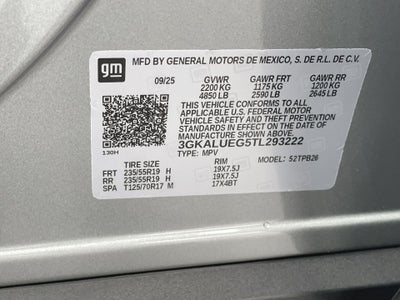 gm
MFD BY GENERAL MOTORS DE MEXICO, S. DE R.L. DE C.V.
09/25 GVWR GAWR FRT GAWR RR
2200 KG 1175 KG 1200 KG
4850 LB 2590 LB 2645 LB
THIS VEHICLE CONFORMS TO ALL
APPLICABLE U.S. FEDERAL MOTOR
VEHICLE SAFETY AND THEFT
PREVENTION STANDARDS IN EFFECT
ON THE DATE OF MANUFACTURE
SHOWN ABOVE.
3GKALUEG5TL293222
130H TYPE: MPV MODEL: 52TPB26
TIRE SIZE RIM
FRT 235/55R19 H 19X7.5J
RR 235/55R19 H 19X7.5J
SPA T125/70R17 M 17X4BT